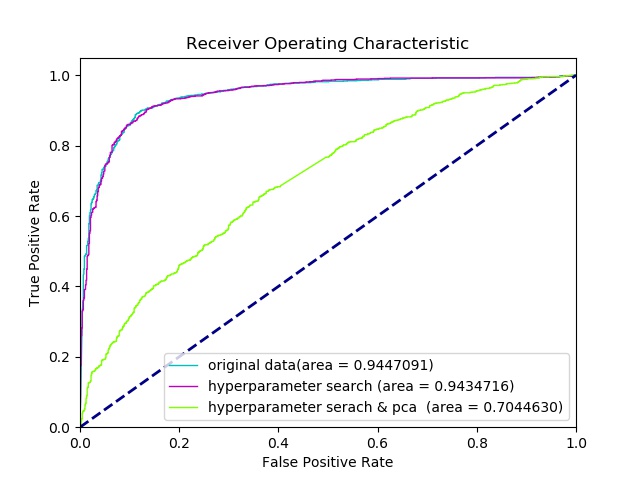 Receiver Operating Characteristic
True Positive Rate
1.0
0.8
0.6
0.4
0.2
0.0
original data(area = 0.9447091)
hyperparameter search (area = 0.9434716)
hyperparameter serach & pca  (area = 0.7044630)
0.0 0.2 0.4 0.6 0.8 1.0
False Positive Rate